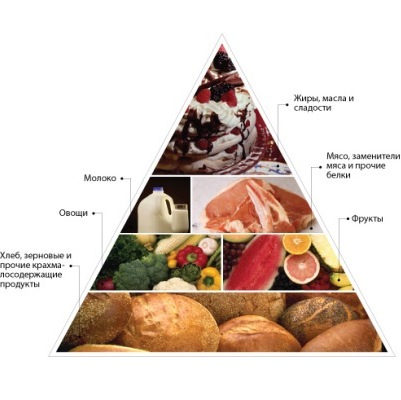 Жиры, масла и
сладости
Мясо, заменители
мяса и прочие
белки
Молоко
Овощи
Фрукты
Хлеб, зерновые и
прочие крахма-
лосодержащие
продукты